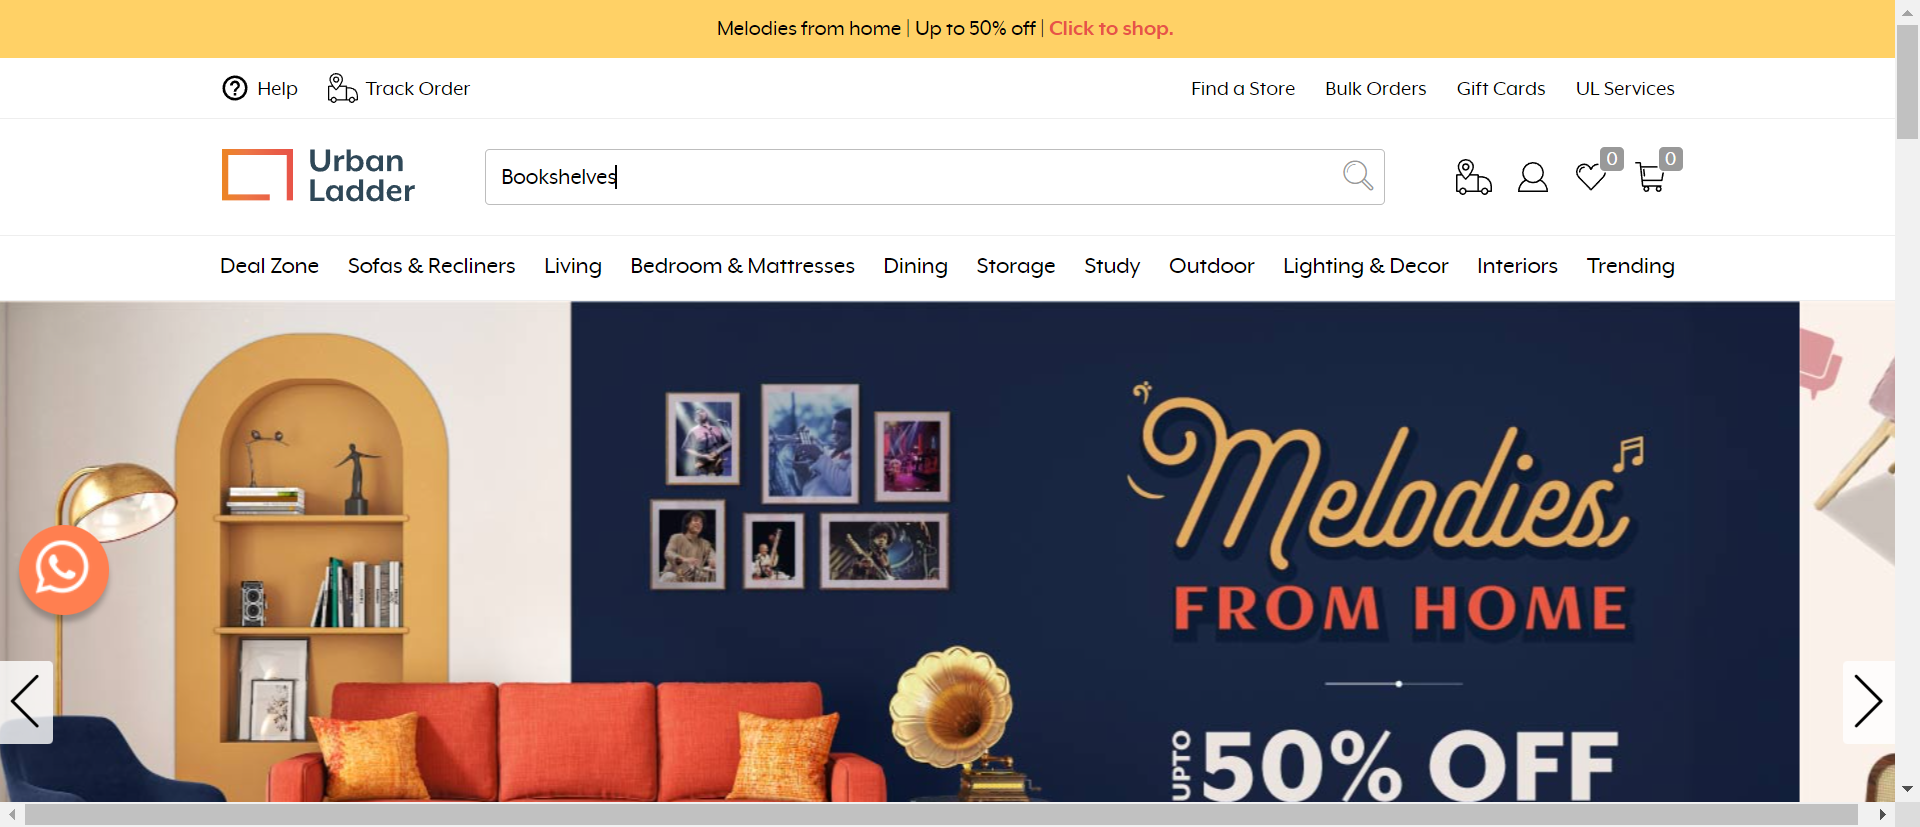 Melodies from home | Up to 50% off | Click to shop.
Help
Track Order
Find a Store
Bulk Orders
Gift Cards
UL Services
Urban
Ladder
Bookshelves
0
0
Deal Zone
Sofas & Recliners
Living
Bedroom & Mattresses
Dining
Storage
Study
Outdoor
Lighting & Decor
Interiors
Trending
Melodies
FROM HOME
UPTO
50% OFF